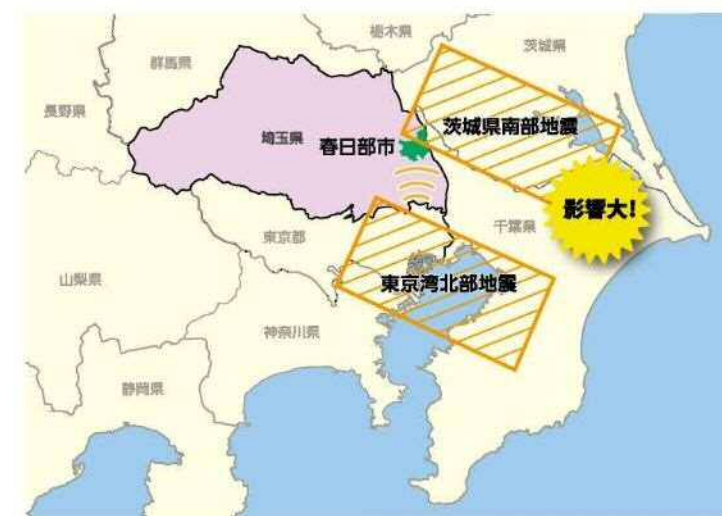 栃木県
茨城県
群馬県
長野県
埼玉県
春日部市
茨城県南部地震
影響大!
千葉県
東京都
東京湾北部地震
山梨県
神奈川県
静岡県